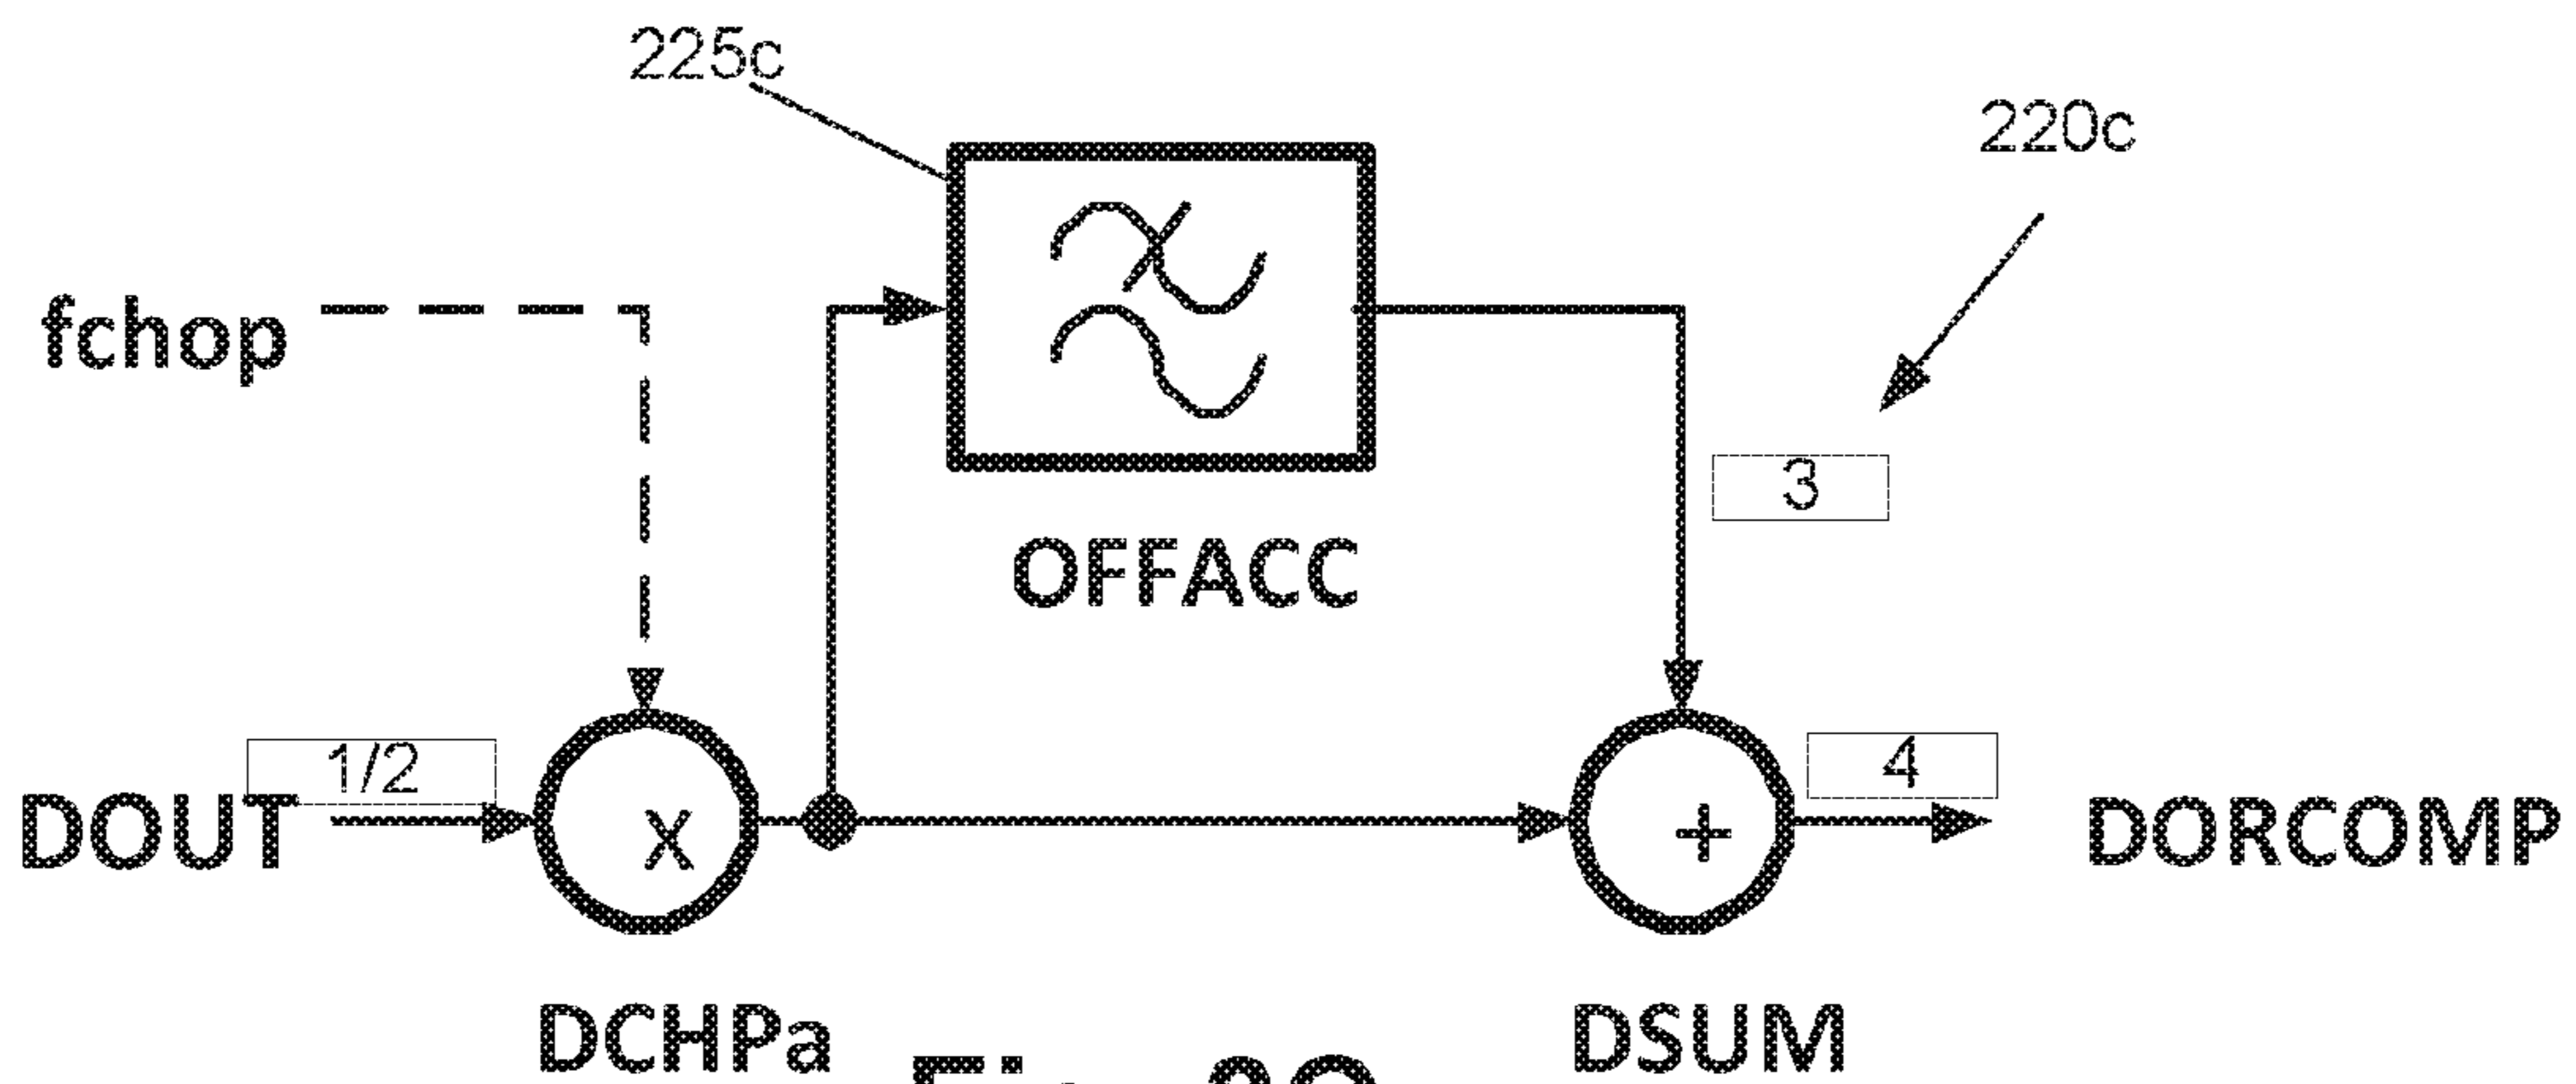 225c
220c
fchop
3
OFFACC
1/2
4
DOUT
X
+
DORCOMP
DCHPa
DSUM